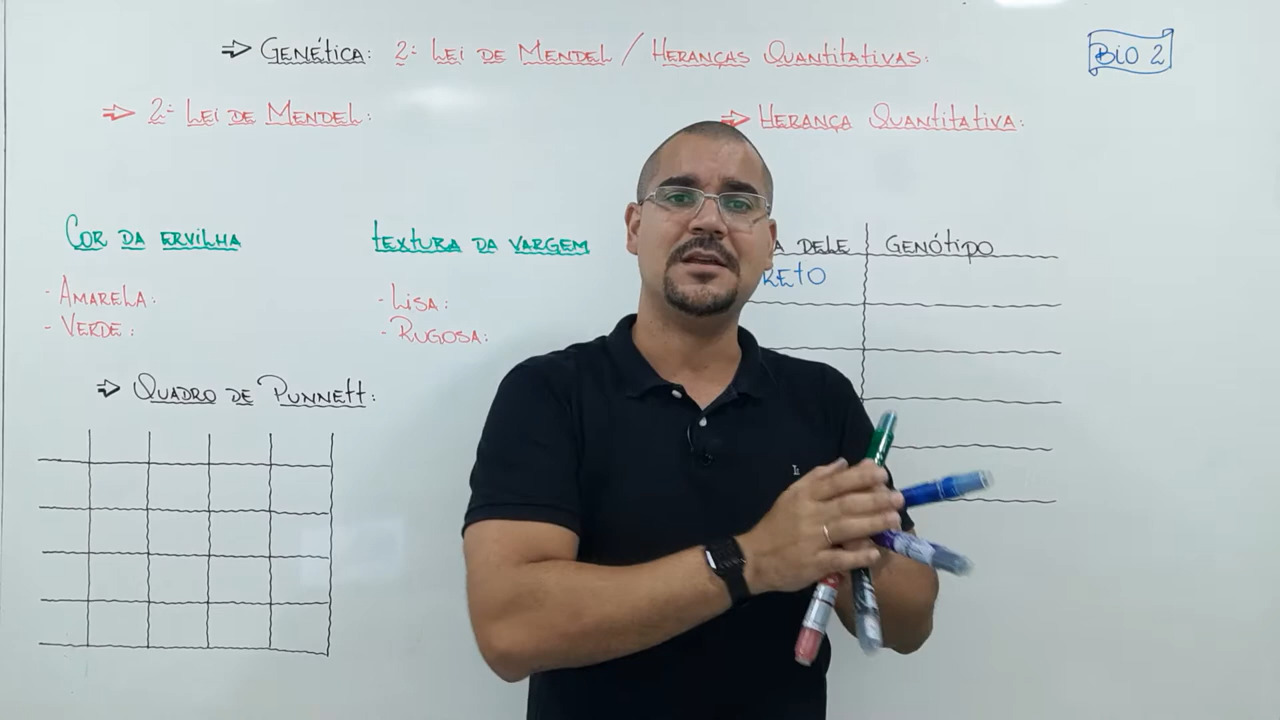 ⇒ Genética: 2ª Lei de Mendel / Heranças Quantitativas:
BIO 2
⇒ 2ª Lei de Mendel:
⇒ Herança Quantitativa:
Cor da ervilha
textura da vargem
DELE
Genótipo
- Amarela:
- Verde:
- Lisa:
- Rugosa:
⇒ Quadro de Punnett: